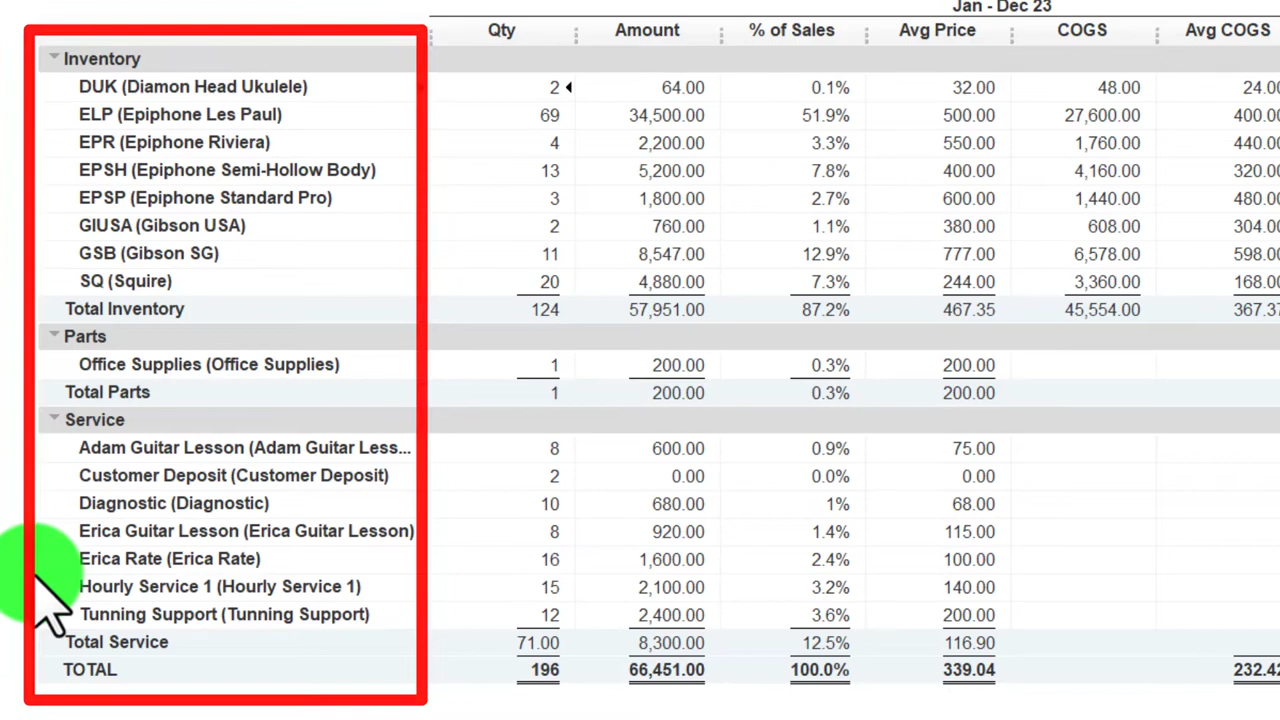 Jan - Dec 23
Qty Amount % of Sales Avg Price COGS Avg COGS
Inventory
DUK (Diamon Head Ukulele) 2 64.00 0.1% 32.00 48.00 24.00
ELP (Epiphone Les Paul) 69 34,500.00 51.9% 500.00 27,600.00 400.00
EPR (Epiphone Riviera) 4 2,200.00 3.3% 550.00 1,760.00 440.00
EPSH (Epiphone Semi-Hollow Body) 13 5,200.00 7.8% 400.00 4,160.00 320.00
EPSP (Epiphone Standard Pro) 3 1,800.00 2.7% 600.00 1,440.00 480.00
GIUSA (Gibson USA) 2 760.00 1.1% 380.00 608.00 304.00
GSB (Gibson SG) 11 8,547.00 12.9% 777.00 6,578.00 598.00
SQ (Squire) 20 4,880.00 7.3% 244.00 3,360.00 168.00
Total Inventory 124 57,951.00 87.2% 467.35 45,554.00 367.37
Parts
Office Supplies (Office Supplies) 1 200.00 0.3% 200.00
Total Parts 1 200.00 0.3% 200.00
Service
Adam Guitar Lesson (Adam Guitar Less... 8 600.00 0.9% 75.00
Customer Deposit (Customer Deposit) 2 0.00 0.0% 0.00
Diagnostic (Diagnostic) 10 680.00 1% 68.00
Erica Guitar Lesson (Erica Guitar Lesson) 8 920.00 1.4% 115.00
Erica Rate (Erica Rate) 16 1,600.00 2.4% 100.00
Hourly Service 1 (Hourly Service 1) 15 2,100.00 3.2% 140.00
Tunning Support (Tunning Support) 12 2,400.00 3.6% 200.00
Total Service 71.00 8,300.00 12.5% 116.90
TOTAL 196 66,451.00 100.0% 339.04 232.42